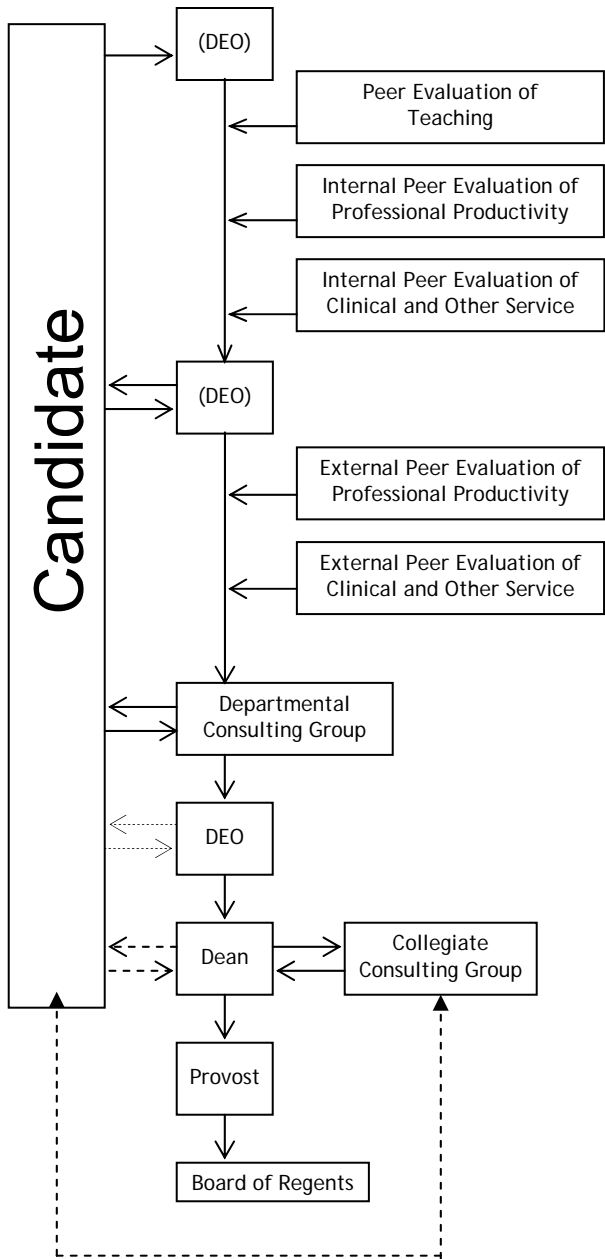 Candidate
(DEO)
Peer Evaluation of
Teaching
Internal Peer Evaluation of
Professional Productivity
Internal Peer Evaluation of
Clinical and Other Service
(DEO)
External Peer Evaluation of
Professional Productivity
External Peer Evaluation of
Clinical and Other Service
Departmental
Consulting Group
DEO
Dean
Collegiate
Consulting Group
Provost
Board of Regents